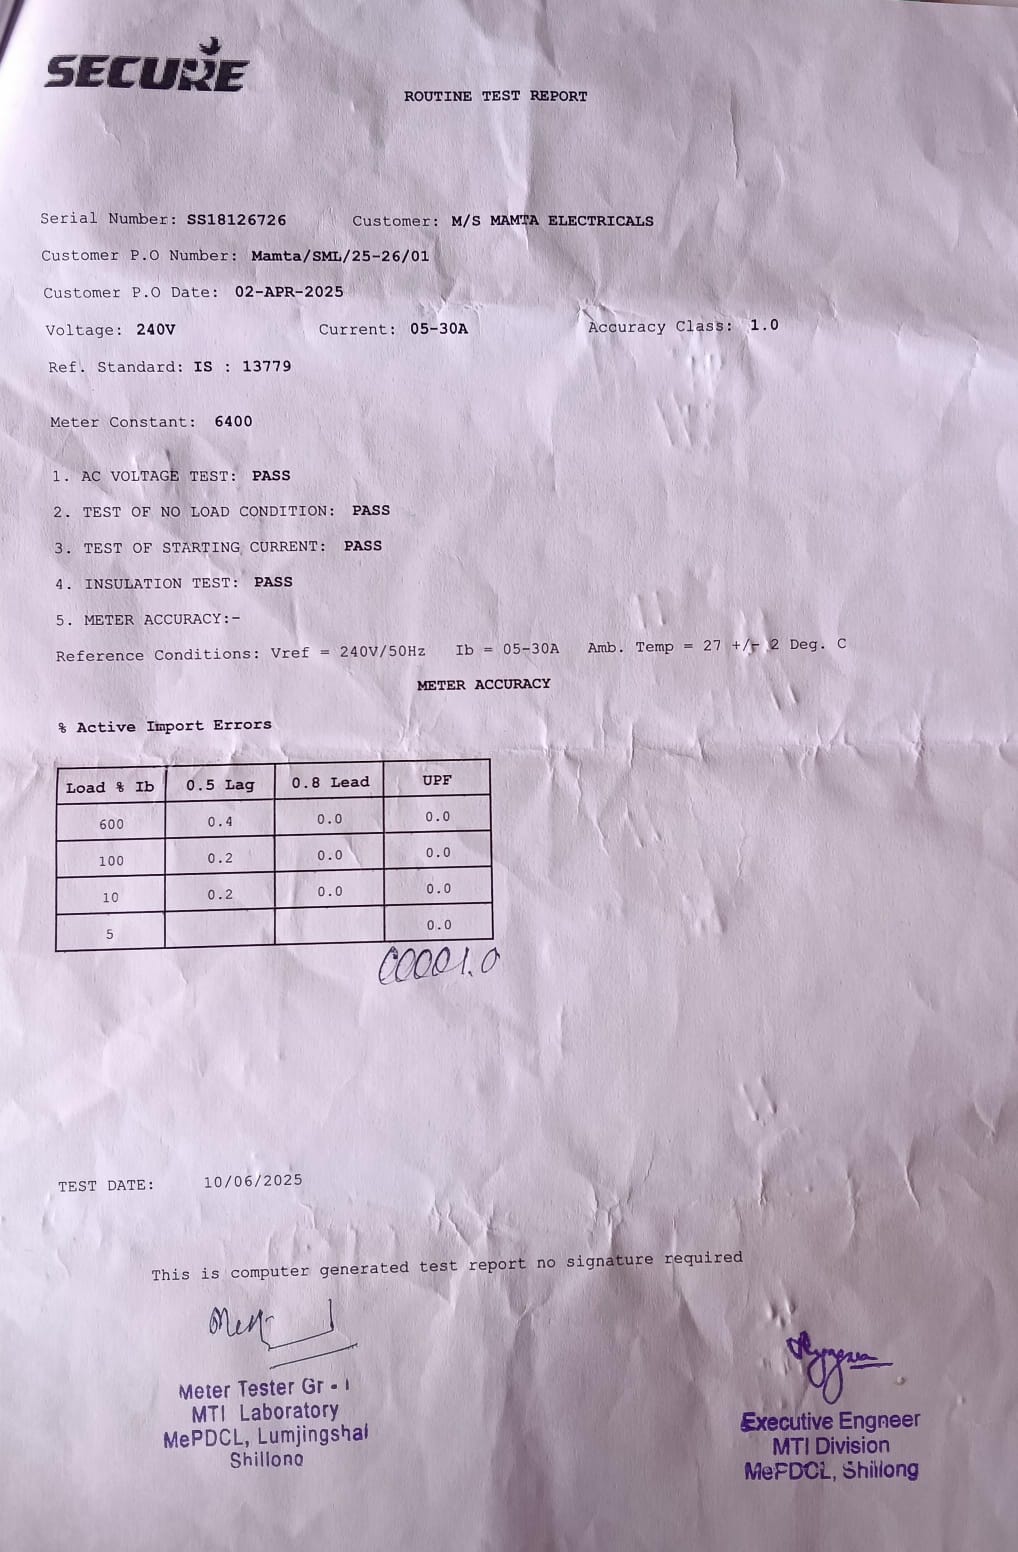 SECURE
ROUTINE TEST REPORT
Serial Number: SS18126726 Customer: M/S MAMTA ELECTRICALS
Customer P.O Number: Mamta/SML/25-26/01
Customer P.O Date: 02-APR-2025
Voltage: 240V Current: 05-30A Accuracy Class: 1.0
Ref. Standard: IS : 13779
Meter Constant: 6400
1. AC VOLTAGE TEST: PASS
2. TEST OF NO LOAD CONDITION: PASS
3. TEST OF STARTING CURRENT: PASS
4. INSULATION TEST: PASS
5. METER ACCURACY:-
Reference Conditions: Vref = 240V/50Hz Ib = 05-30A Amb. Temp = 27 +/- 2 Deg. C
METER ACCURACY
% Active Import Errors
Load % Ib 0.5 Lag 0.8 Lead UPF
600 0.4 0.0 0.0
100 0.2 0.0 0.0
10 0.2 0.0 0.0
5 0.0
00001.0
TEST DATE: 10/06/2025
This is computer generated test report no signature required
Meter Tester Gr - I
MTI Laboratory
MePDCL, Lumjingshai
Shillong
Executive Engneer
MTI Division
MePDCL, Shillong